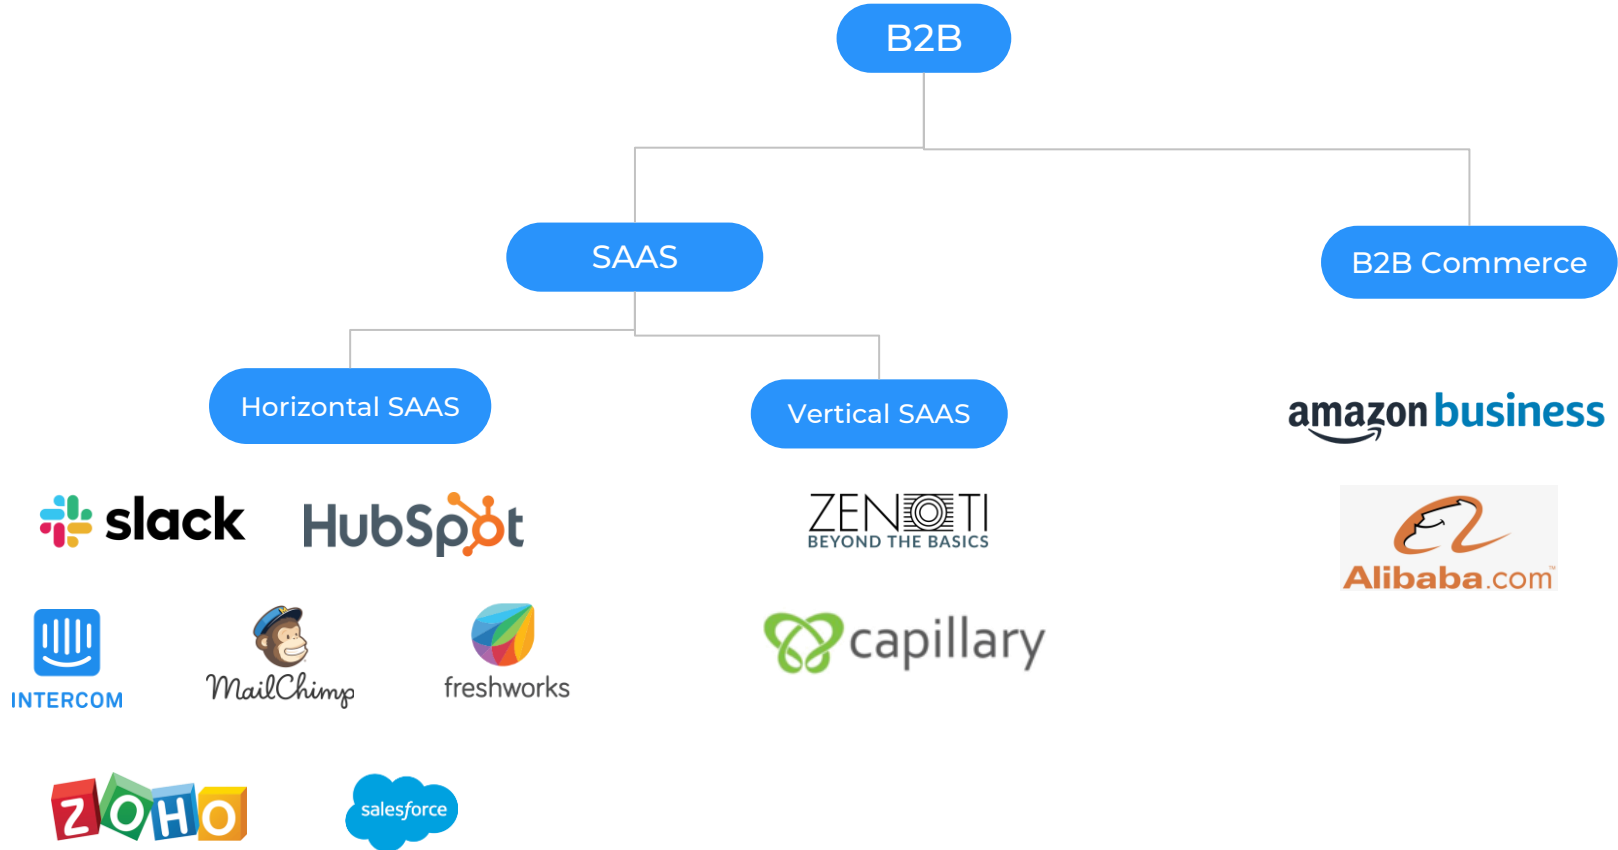 B2B
SAAS
B2B Commerce
Horizontal SAAS
Vertical SAAS
amazon business
slack
HubSpot
ZENOTI
BEYOND THE BASICS
Alibaba.com™
INTERCOM
MailChimp
freshworks
capillary
ZOHO
salesforce